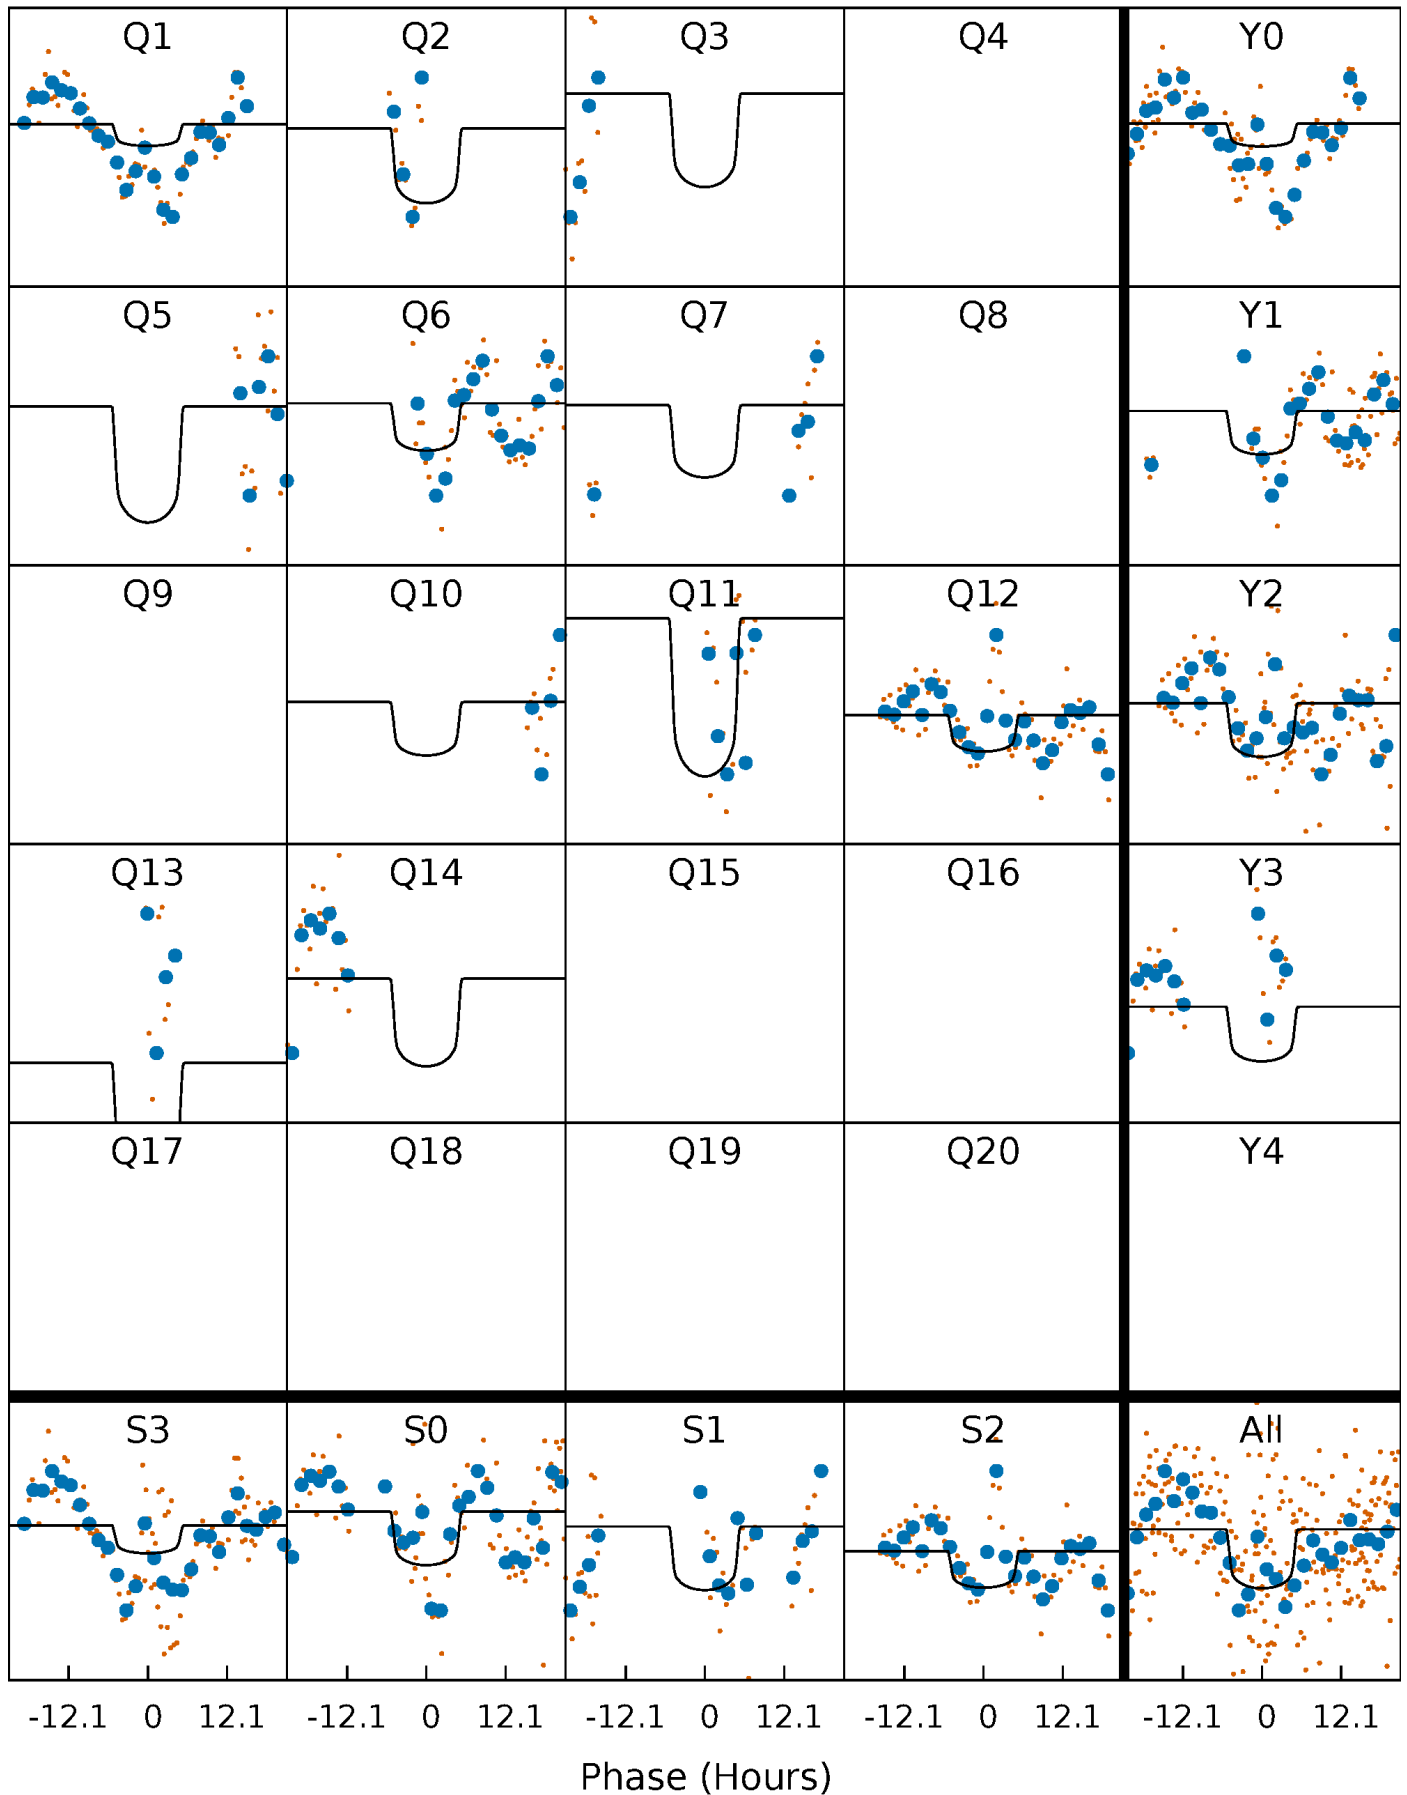 Q1 Q2 Q3 Q4 Y0
Q5 Q6 Q7 Q8 Y1
Q9 Q10 Q11 Q12 Y2
Q13 Q14 Q15 Q16 Y3
Q17 Q18 Q19 Q20 Y4
S3 S0 S1 S2 All
-12.1 0 12.1 -12.1 0 12.1 -12.1 0 12.1 -12.1 0 12.1 -12.1 0 12.1
Phase (Hours)